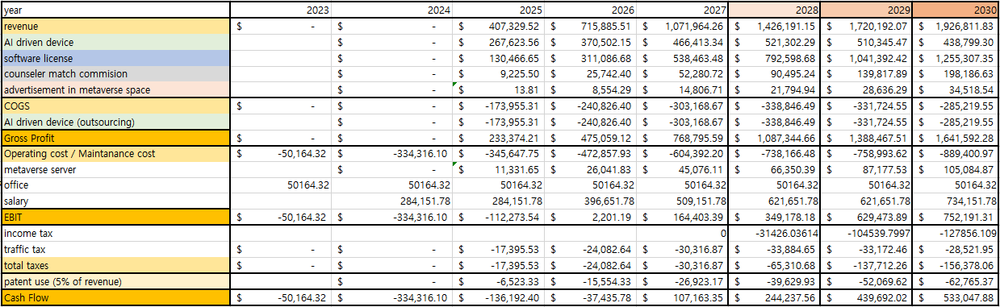 year 2023 2024 2025 2026 2027 2028 2029 2030
revenue $ - $ - $ 407,329.52 $ 715,885.51 $ 1,071,964.26 $ 1,426,191.15 $ 1,720,192.07 $ 1,926,811.83
AI driven device $ - $ 267,623.56 $ 370,502.15 $ 466,413.34 $ 521,302.29 $ 510,345.47 $ 438,799.30
software license $ - $ 130,466.65 $ 311,086.68 $ 538,463.48 $ 792,598.68 $ 1,041,392.42 $ 1,255,307.35
counseler match commision $ - $ 9,225.50 $ 25,742.40 $ 52,280.72 $ 90,495.24 $ 139,817.89 $ 198,186.63
advertisement in metaverse space $ - $ 13.81 $ 8,554.29 $ 14,806.71 $ 21,794.94 $ 28,636.29 $ 34,518.54
COGS $ - $ - $ -173,955.31 $ -240,826.40 $ -303,168.67 $ -338,846.49 $ -331,724.55 $ -285,219.55
AI driven device (outsourcing) $ - $ -173,955.31 $ -240,826.40 $ -303,168.67 $ -338,846.49 $ -331,724.55 $ -285,219.55
Gross Profit $ - $ - $ 233,374.21 $ 475,059.12 $ 768,795.59 $ 1,087,344.66 $ 1,388,467.51 $ 1,641,592.28
Operating cost / Maintanance cost $ -50,164.32 $ -334,316.10 $ -345,647.75 $ -472,857.93 $ -604,392.20 $ -738,166.48 $ -758,993.62 $ -889,400.97
metaverse server $ - $ 11,331.65 $ 26,041.83 $ 45,076.11 $ 66,350.39 $ 87,177.53 $ 105,084.87
office 50164.32 50164.32 50164.32 50164.32 50164.32 50164.32 50164.32 50164.32
salary 284,151.78 284,151.78 396,651.78 509,151.78 621,651.78 621,651.78 734,151.78
EBIT $ -50,164.32 $ -334,316.10 $ -112,273.54 $ 2,201.19 $ 164,403.39 $ 349,178.18 $ 629,473.89 $ 752,191.31
income tax 0 -31426.03614 -104539.7997 -127856.109
traffic tax $ - $ - $ -17,395.53 $ -24,082.64 $ -30,316.87 $ -33,884.65 $ -33,172.46 $ -28,521.95
total taxes $ - $ - $ -17,395.53 $ -24,082.64 $ -30,316.87 $ -65,310.68 $ -137,712.26 $ -156,378.06
patent use (5% of revenue) $ - $ -6,523.33 $ -15,554.33 $ -26,923.17 $ -39,629.93 $ -52,069.62 $ -62,765.37
Cash Flow $ -50,164.32 $ -334,316.10 $ -136,192.40 $ -37,435.78 $ 107,163.35 $ 244,237.56 $ 439,692.02 $ 533,047.88